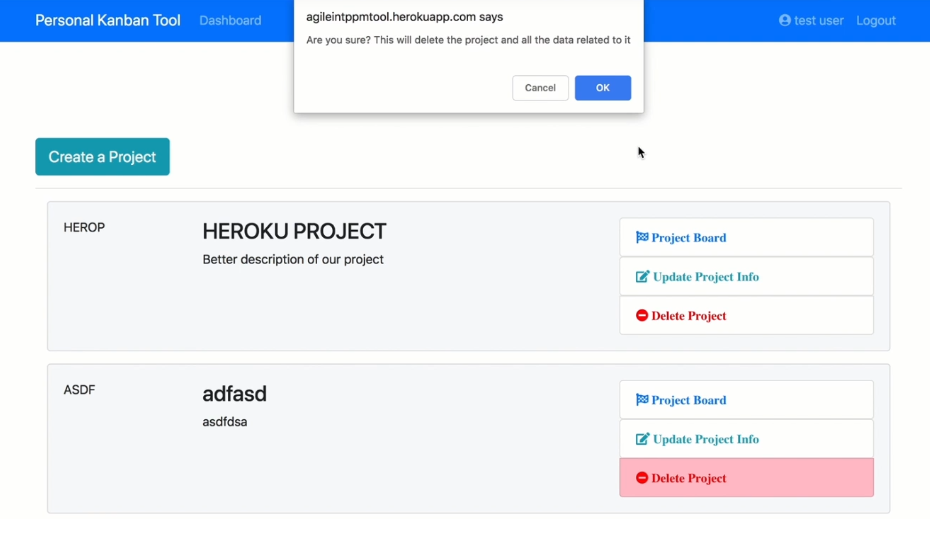 Personal Kanban Tool Dashboard test user Logout
agileintppmtool.herokuapp.com says
Are you sure? This will delete the project and all the data related to it
Cancel OK
Create a Project
HEROP
HEROKU PROJECT
Better description of our project
Project Board
Update Project Info
Delete Project
ASDF
adfasd
asdfdsa
Project Board
Update Project Info
Delete Project